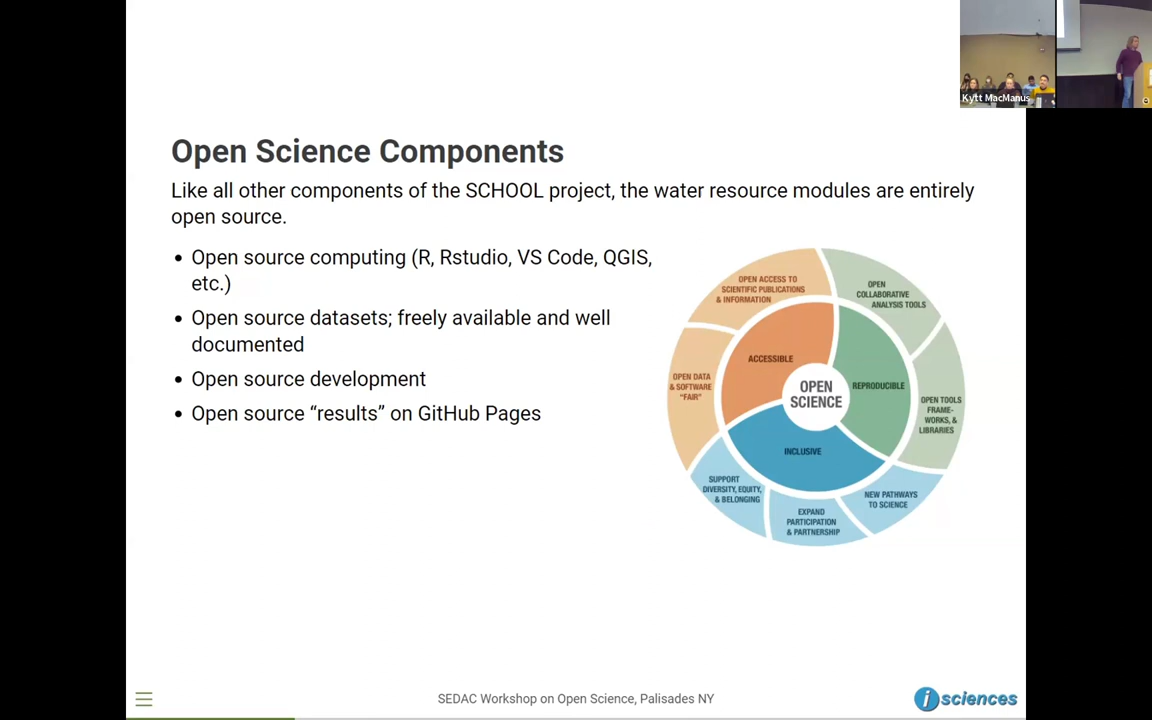 Kytt MacManus
Open Science Components
Like all other components of the SCHOOL project, the water resource modules are entirely
open source.
• Open source computing (R, Rstudio, VS Code, QGIS,
etc.)
• Open source datasets; freely available and well
documented
• Open source development
• Open source “results” on GitHub Pages
OPEN ACCESS TO
SCIENTIFIC PUBLICATIONS
& INFORMATION
OPEN
COLLABORATIVE
ANALYSIS TOOLS
ACCESSIBLE
REPRODUCIBLE
OPEN
SCIENCE
OPEN DATA
& SOFTWARE
“FAIR”
OPEN TOOLS
FRAME-
WORKS, &
LIBRARIES
INCLUSIVE
SUPPORT
DIVERSITY, EQUITY,
& BELONGING
EXPAND
PARTICIPATION
& PARTNERSHIP
NEW PATHWAYS
TO SCIENCE
SEDAC Workshop on Open Science, Palisades NY
isciences